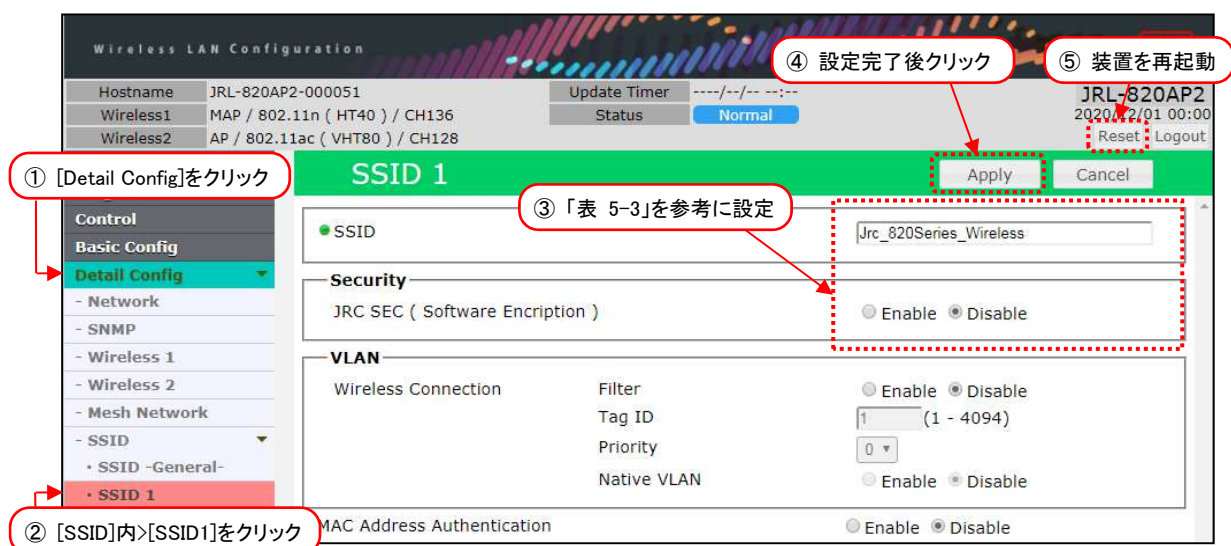 Wireless LAN Configuration
④ 設定完了後クリック
⑤ 装置を再起動
Hostname JRL-820AP2-000051 Update Timer ----/--/-- --:-- JRL-820AP2
Wireless1 MAP / 802.11n ( HT40 ) / CH136 Status Normal 2020/12/01 00:00
Wireless2 AP / 802.11ac ( VHT80 ) / CH128 Reset Logout
① [Detail Config]をクリック
SSID 1 Apply Cancel
③ 「表 5-3」を参考に設定
Control
Basic Config
Detail Config
- Network
- SNMP
- Wireless 1
- Wireless 2
- Mesh Network
- SSID
・SSID -General-
・SSID 1
② [SSID]内>[SSID1]をクリック
SSID Jrc_820Series_Wireless
Security
JRC SEC ( Software Encription ) Enable Disable
VLAN
Wireless Connection Filter Enable Disable
Tag ID 1 (1 - 4094)
Priority 0
Native VLAN Enable Disable
MAC Address Authentication Enable Disable